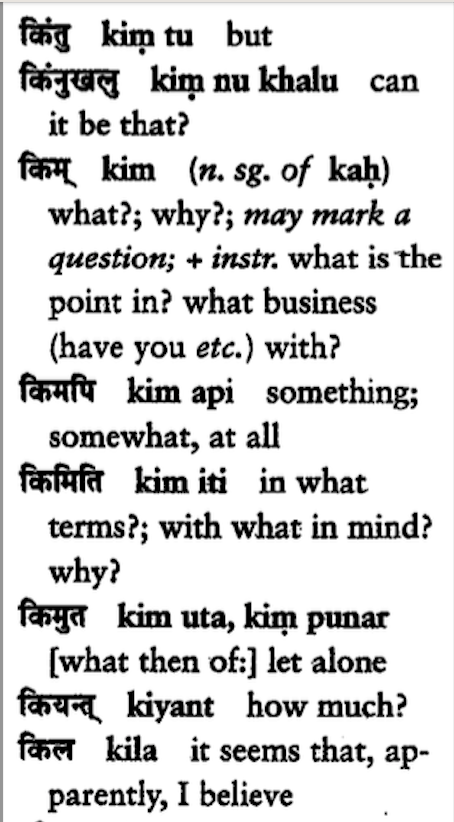 किंतु kiṃ tu but
किंनुखलु kiṃ nu khalu can
it be that?
किम् kim (n. sg. of kaḥ)
what?; why?; may mark a
question; + instr. what is the
point in? what business
(have you etc.) with?
किमपि kim api something;
somewhat, at all
किमिति kim iti in what
terms?; with what in mind?
why?
किमुत kim uta, kiṃ punar
[what then of:] let alone
कियन्त् kiyant how much?
किल kila it seems that, ap-
parently, I believe